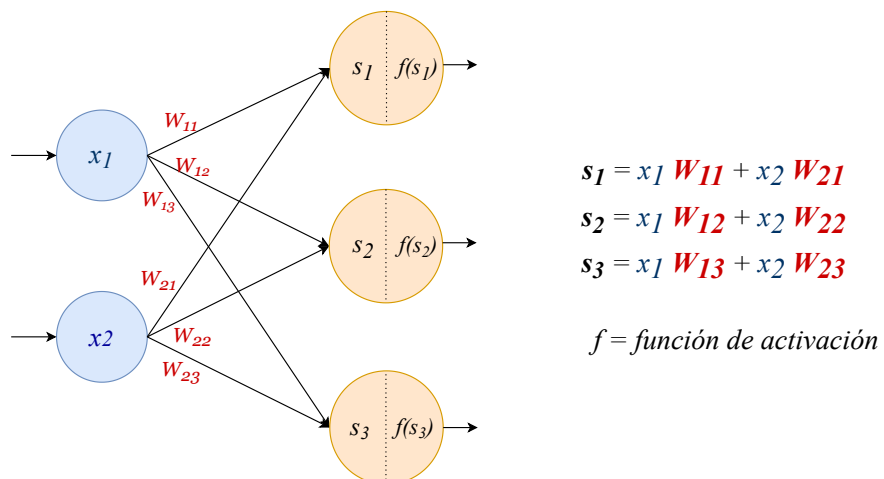 s₁ f(s₁)
W₁₁
x₁
W₁₂
W₁₃
s₁ = x₁ W₁₁ + x₂ W₂₁
s₂ = x₁ W₁₂ + x₂ W₂₂
s₃ = x₁ W₁₃ + x₂ W₂₃
s₂ f(s₂)
W₂₁
x₂
W₂₂
W₂₃
f = función de activación
s₃ f(s₃)